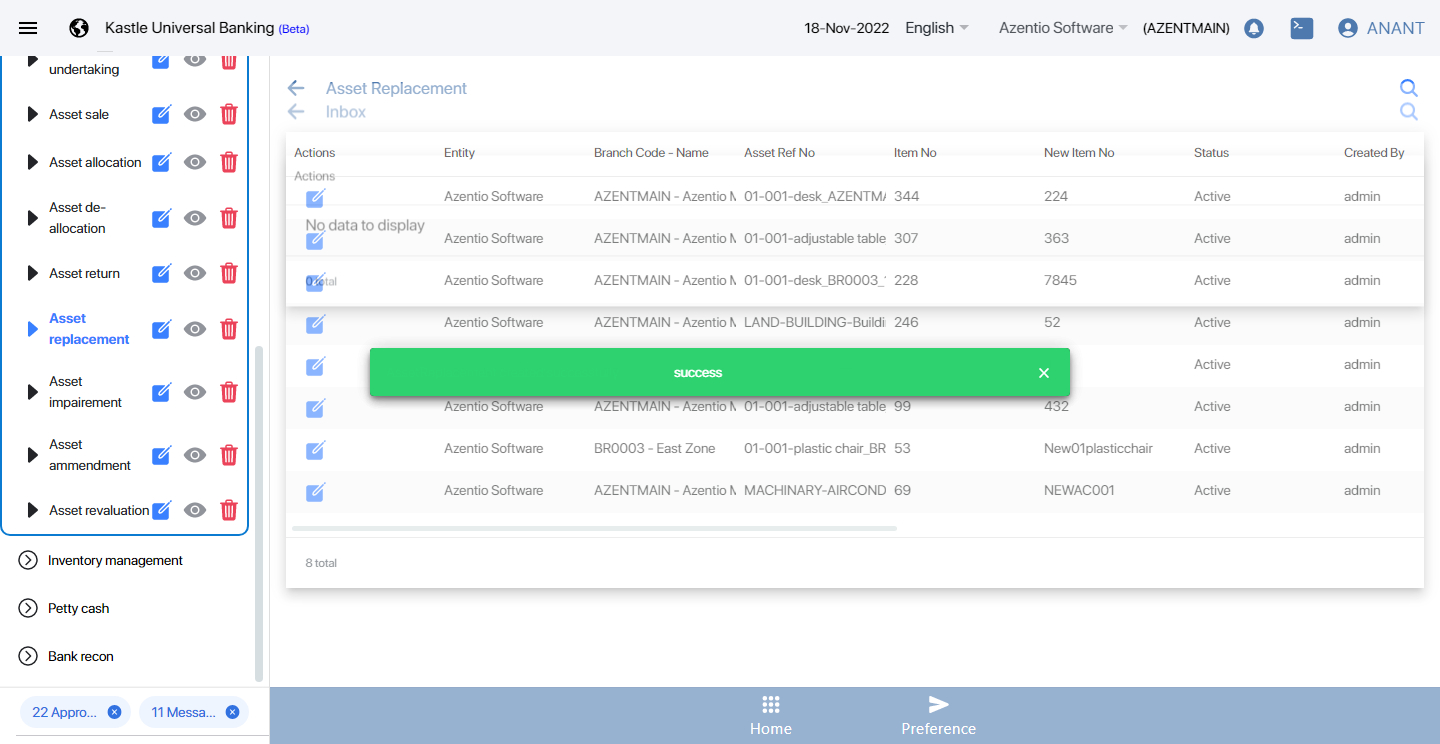 Kastle Universal Banking (Beta)
18-Nov-2022 English Azentio Software (AZENTMAIN) ANANT
undertaking
Asset sale
Asset allocation
Asset de-
allocation
Asset return
Asset
replacement
Asset
impairement
Asset
ammendment
Asset revaluation
Inventory management
Petty cash
Bank recon
22 Appro...
11 Messa...
Asset Replacement
Inbox
Actions Entity Branch Code - Name Asset Ref No Item No New Item No Status Created By
Actions
Azentio Software AZENTMAIN - Azentio M 01-001-desk_AZENTMA 344 224 Active admin
No data to display
Azentio Software AZENTMAIN - Azentio M 01-001-adjustable table 307 363 Active admin
0 total
Azentio Software AZENTMAIN - Azentio M 01-001-desk_BR0003_ 228 7845 Active admin
Azentio Software AZENTMAIN - Azentio M LAND-BUILDING-Buildi 246 52 Active admin
Active admin
success
Azentio Software AZENTMAIN - Azentio M 01-001-adjustable table 99 432 Active admin
Azentio Software BR0003 - East Zone 01-001-plastic chair_BR 53 New01plasticchair Active admin
Azentio Software AZENTMAIN - Azentio M MACHINARY-AIRCOND 69 NEWAC001 Active admin
8 total
Home
Preference